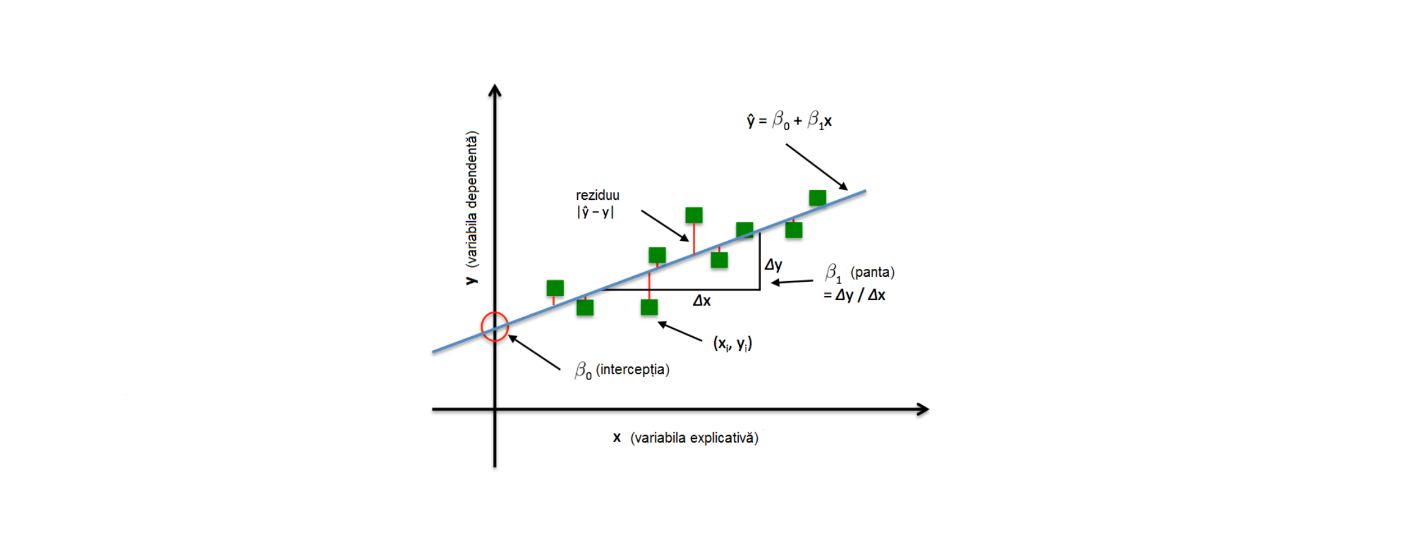 ŷ = β₀ + β₁x
y (variabila dependentă)
reziduu
|ŷ – y|
Δy
β₁ (panta)
= Δy / Δx
Δx
(xᵢ, yᵢ)
β₀ (intercepția)
x (variabila explicativă)